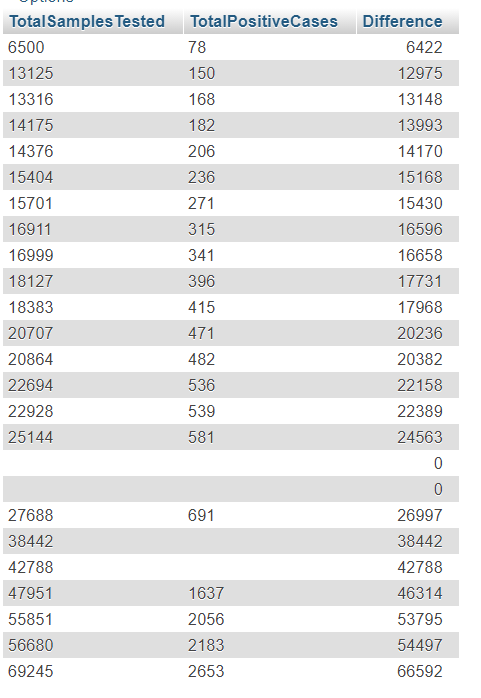 Options
TotalSamplesTested TotalPositiveCases Difference
6500 78 6422
13125 150 12975
13316 168 13148
14175 182 13993
14376 206 14170
15404 236 15168
15701 271 15430
16911 315 16596
16999 341 16658
18127 396 17731
18383 415 17968
20707 471 20236
20864 482 20382
22694 536 22158
22928 539 22389
25144 581 24563
0
0
27688 691 26997
38442 38442
42788 42788
47951 1637 46314
55851 2056 53795
56680 2183 54497
69245 2653 66592